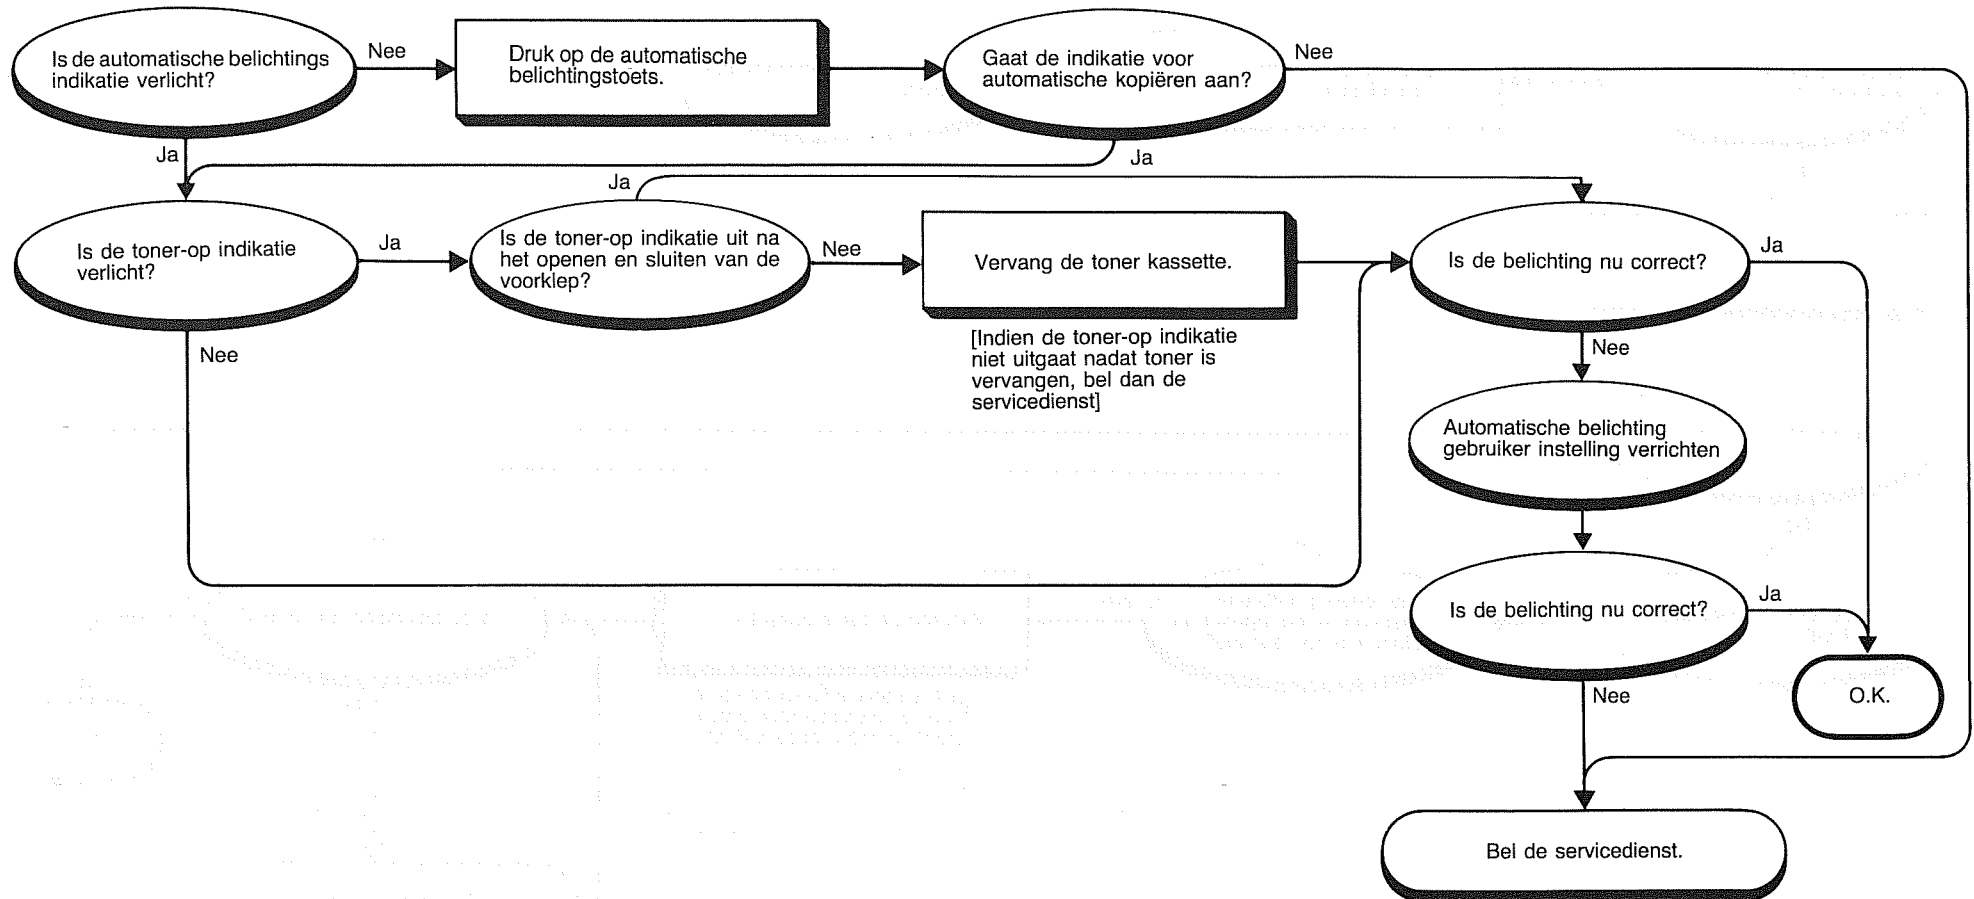 Is de automatische belichtings
indikatie verlicht?
Nee
Druk op de automatische
belichtingstoets.
Gaat de indikatie voor
automatische kopiëren aan?
Nee
Ja
Ja
Ja
Is de toner-op indikatie
verlicht?
Ja
Is de toner-op indikatie uit na
het openen en sluiten van de
voorklep?
Nee
Vervang de toner kassette.
Is de belichting nu correct?
Ja
Nee
[Indien de toner-op indikatie
niet uitgaat nadat toner is
vervangen, bel dan de
servicedienst]
Nee
Automatische belichting
gebruiker instelling verrichten
Is de belichting nu correct?
Ja
Nee
O.K.
Bel de servicedienst.